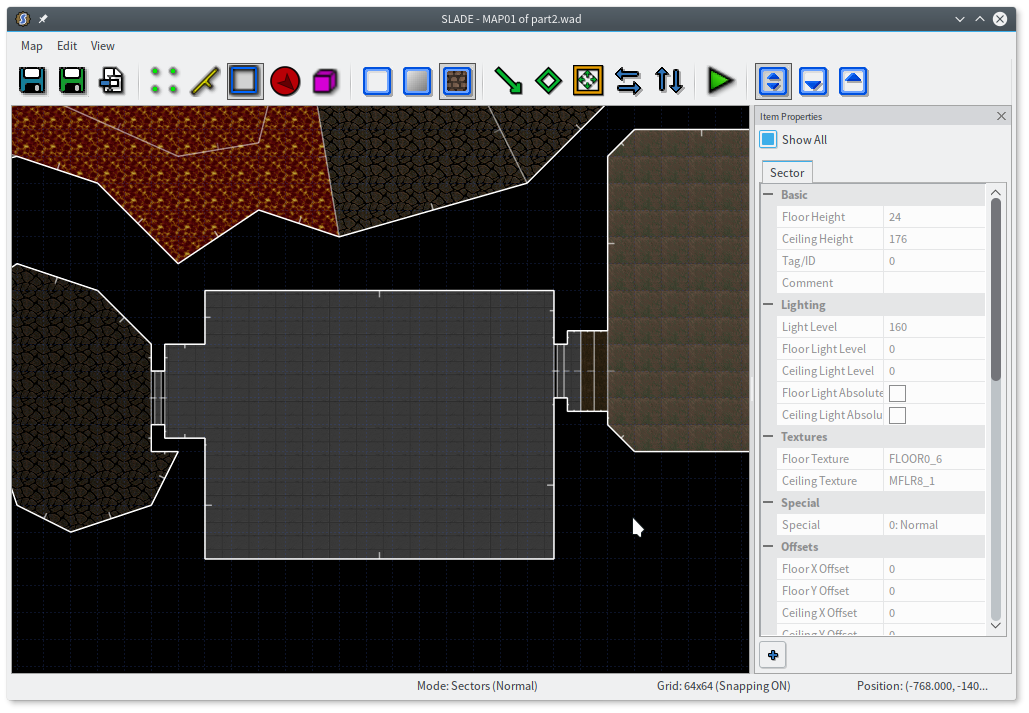 SLADE - MAP01 of part2.wad
Map Edit View
Item Properties
Show All
Sector
Basic
Floor Height 24
Ceiling Height 176
Tag/ID 0
Comment
Lighting
Light Level 160
Floor Light Level 0
Ceiling Light Level 0
Floor Light Absolute
Ceiling Light Absolu
Textures
Floor Texture FLOOR0_6
Ceiling Texture MFLR8_1
Special
Special 0: Normal
Offsets
Floor X Offset 0
Floor Y Offset 0
Ceiling X Offset 0
Ceiling Y Offset 0
Mode: Sectors (Normal) Grid: 64x64 (Snapping ON) Position: (-768.000, -140...